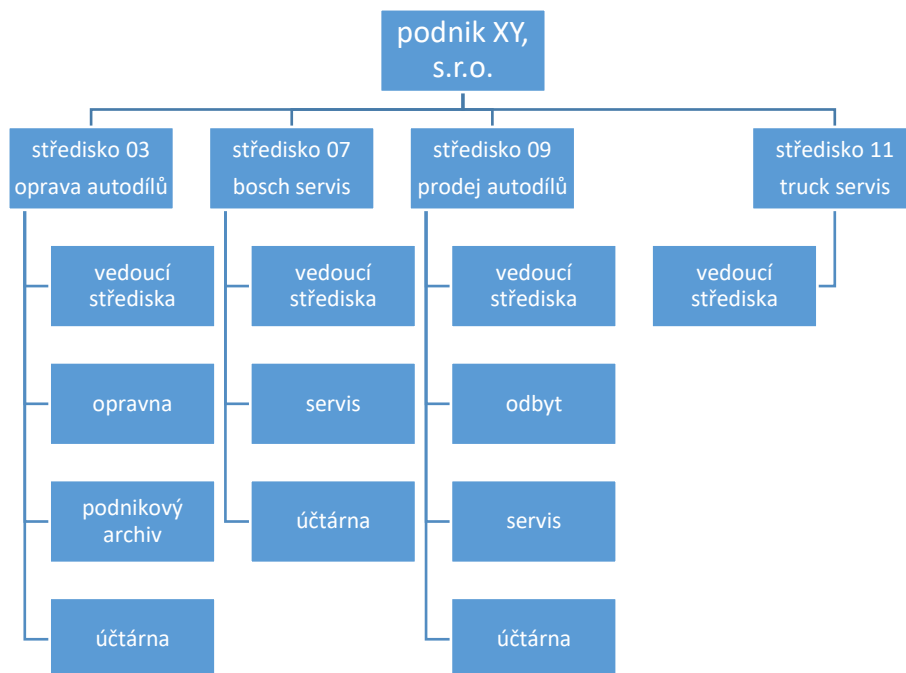 podnik XY,
s.r.o.
středisko 03
oprava autodílů
středisko 07
bosch servis
středisko 09
prodej autodílů
středisko 11
truck servis
vedoucí
střediska
vedoucí
střediska
vedoucí
střediska
vedoucí
střediska
opravna
servis
odbyt
podnikový
archiv
účtárna
servis
účtárna
účtárna